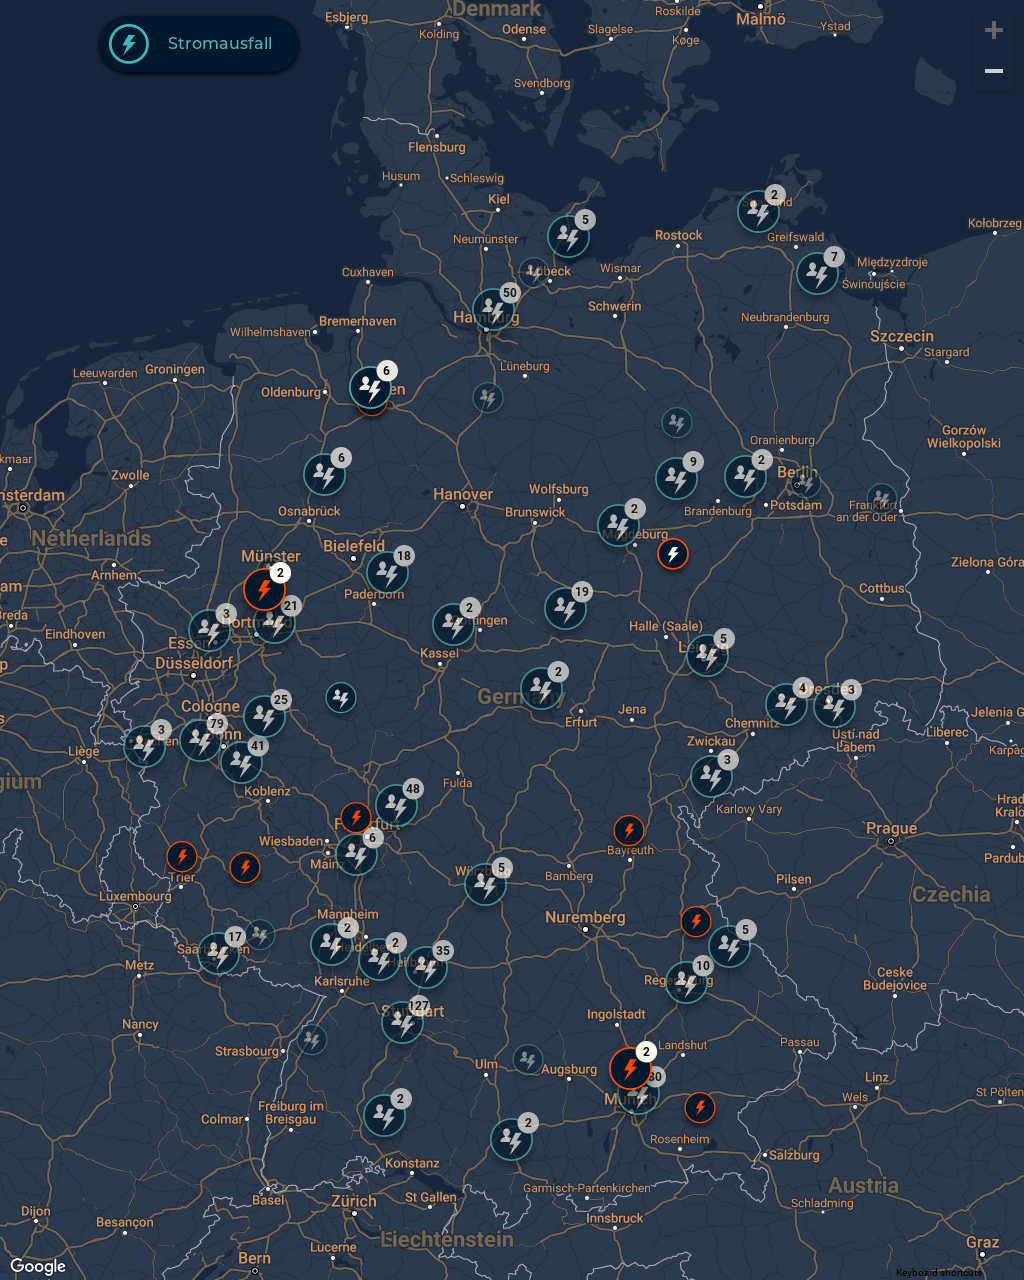 Denmark
Esbjerg
Kolding
Odense
Slagelse
Roskilde
Køge
Malmö
Ystad
Stromausfall
Svendborg
Flensburg
Husum
Schleswig
Kiel
2
Neumünster
5
Rostock
Greifswald
Kołobrzeg
Cuxhaven
Lübeck
Wismar
7
Międzyzdroje
Świnoujście
50
Schwerin
Hamburg
Bremerhaven
Wilhelmshaven
Neubrandenburg
Szczecin
Stargard
Leeuwarden
Groningen
6
Lüneburg
Oldenburg
Gorzów
Wielkopolski
Oranienburg
6
9
2
Berlin
Zwolle
Hanover
Wolfsburg
Brunswick
Osnabrück
2
Brandenburg
Potsdam
Frankfurt
an der Oder
Netherlands
Magdeburg
Münster
Bielefeld
18
Zielona Góra
Arnhem
2
Paderborn
19
Cottbus
Eindhoven
3
21
Dortmund
2
Göttingen
Halle (Saale)
5
Essen
Düsseldorf
Kassel
Germany
2
Cologne
25
79
Erfurt
Jena
4
3
Dresden
Chemnitz
Jelenia G
Liberec
Ústí nad
Labem
Liège
3
41
Zwickau
3
Karpac
Koblenz
48
Fulda
Karlovy Vary
Hrad
Králo
Prague
Wiesbaden
Mainz
6
Frankfurt
Bayreuth
Pardub
Trier
5
Bamberg
Pilsen
Czechia
Luxembourg
Mannheim
2
Nuremberg
5
17
2
35
Saarbrücken
Heidelberg
Heilbronn
Metz
Karlsruhe
10
Regensburg
Ceske
Budejovice
127
Stuttgart
Ingolstadt
Nancy
Strasbourg
2
Landshut
Passau
Ulm
Augsburg
30
Munich
Linz
Wels
St Pölten
Colmar
Freiburg im
Breisgau
2
2
Rosenheim
Salzburg
Konstanz
Garmisch-Partenkirchen
Austria
Basel
Zürich
St Gallen
Schladming
Dijon
Besançon
Innsbruck
Liechtenstein
Lucerne
Bern
Graz
Google
Keyboard shortcuts